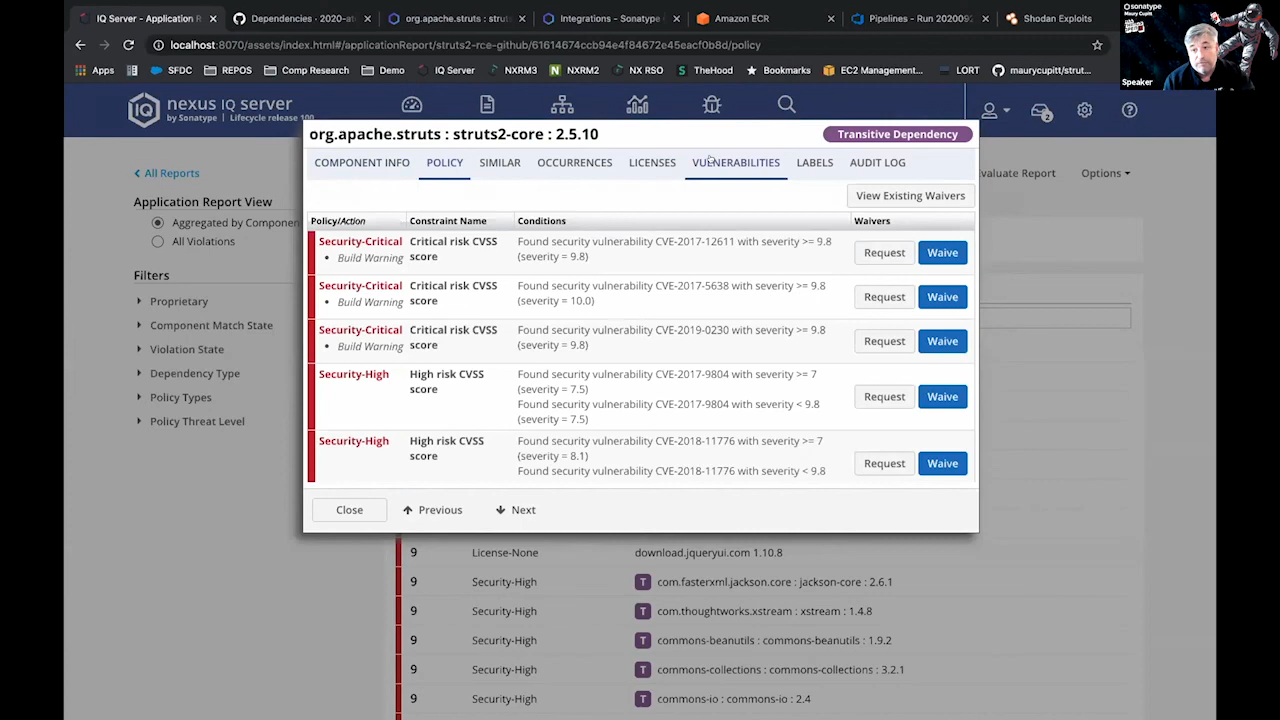 IQ Server - Application R
Dependencies · 2020-at
org.apache.struts : struts
Integrations - Sonatype
Amazon ECR
Pipelines - Run 2020092
Shodan Exploits
localhost:8070/assets/index.html#/applicationReport/struts2-rce-github/61614674ccb94e4f84672e45eacf0b8d/policy
Apps
SFDC
REPOS
Comp Research
Demo
IQ Server
NXRM3
NXRM2
NX RSO
TheHood
Bookmarks
EC2 Management...
LORT
maurycupitt/strut...
sonatype
Maury Cupitt
Speaker
IQ
nexus IQ server
by Sonatype | Lifecycle release 100
2
org.apache.struts : struts2-core : 2.5.10
Transitive Dependency
COMPONENT INFO
POLICY
SIMILAR
OCCURRENCES
LICENSES
VULNERABILITIES
LABELS
AUDIT LOG
View Existing Waivers
All Reports
evaluate Report
Options
Application Report View
Aggregated by Componen
All Violations
Filters
Proprietary
Component Match State
Violation State
Dependency Type
Policy Types
Policy Threat Level
Policy/Action
Constraint Name
Conditions
Waivers
Security-Critical
• Build Warning
Critical risk CVSS
score
Found security vulnerability CVE-2017-12611 with severity >= 9.8
(severity = 9.8)
Request
Waive
Security-Critical
• Build Warning
Critical risk CVSS
score
Found security vulnerability CVE-2017-5638 with severity >= 9.8
(severity = 10.0)
Request
Waive
Security-Critical
• Build Warning
Critical risk CVSS
score
Found security vulnerability CVE-2019-0230 with severity >= 9.8
(severity = 9.8)
Request
Waive
Security-High
High risk CVSS
score
Found security vulnerability CVE-2017-9804 with severity >= 7
(severity = 7.5)
Found security vulnerability CVE-2017-9804 with severity < 9.8
(severity = 7.5)
Request
Waive
Security-High
High risk CVSS
score
Found security vulnerability CVE-2018-11776 with severity >= 7
(severity = 8.1)
Found security vulnerability CVE-2018-11776 with severity < 9.8
Request
Waive
Close
Previous
Next
9 License-None download.jqueryui.com 1.10.8
9 Security-High T com.fasterxml.jackson.core : jackson-core : 2.6.1
9 Security-High T com.thoughtworks.xstream : xstream : 1.4.8
9 Security-High T commons-beanutils : commons-beanutils : 1.9.2
9 Security-High T commons-collections : commons-collections : 3.2.1
9 Security-High T commons-io : commons-io : 2.4